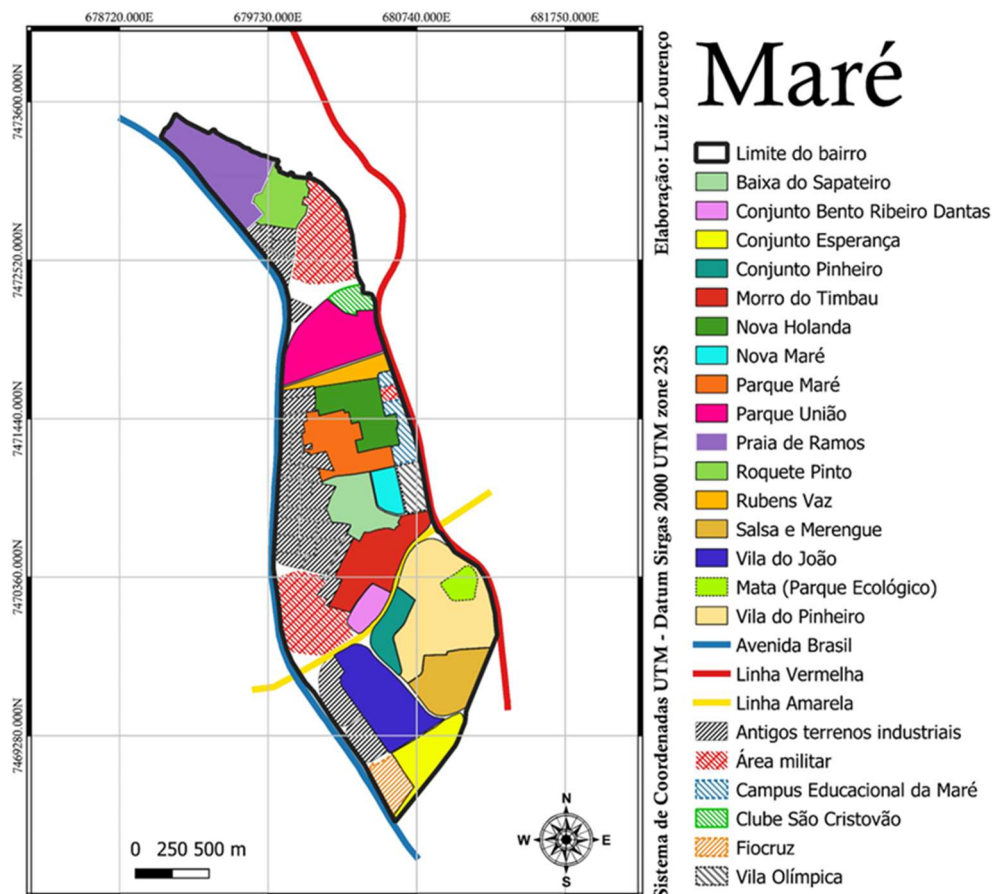 678720.000E
679730.000E
680740.000E
681750.000E
7473600.000N
7472520.000N
7471440.000N
7470360.000N
7469280.000N
0 250 500 m
N
W
E
S
Elaboração: Luiz Lourenço
Sistema de Coordenadas UTM - Datum Sirgas 2000 UTM zone 23S
Maré
Limite do bairro
Baixa do Sapateiro
Conjunto Bento Ribeiro Dantas
Conjunto Esperança
Conjunto Pinheiro
Morro do Timbau
Nova Holanda
Nova Maré
Parque Maré
Parque União
Praia de Ramos
Roquete Pinto
Rubens Vaz
Salsa e Merengue
Vila do João
Mata (Parque Ecológico)
Vila do Pinheiro
Avenida Brasil
Linha Vermelha
Linha Amarela
Antigos terrenos industriais
Área militar
Campus Educacional da Maré
Clube São Cristovão
Fiocruz
Vila Olímpica